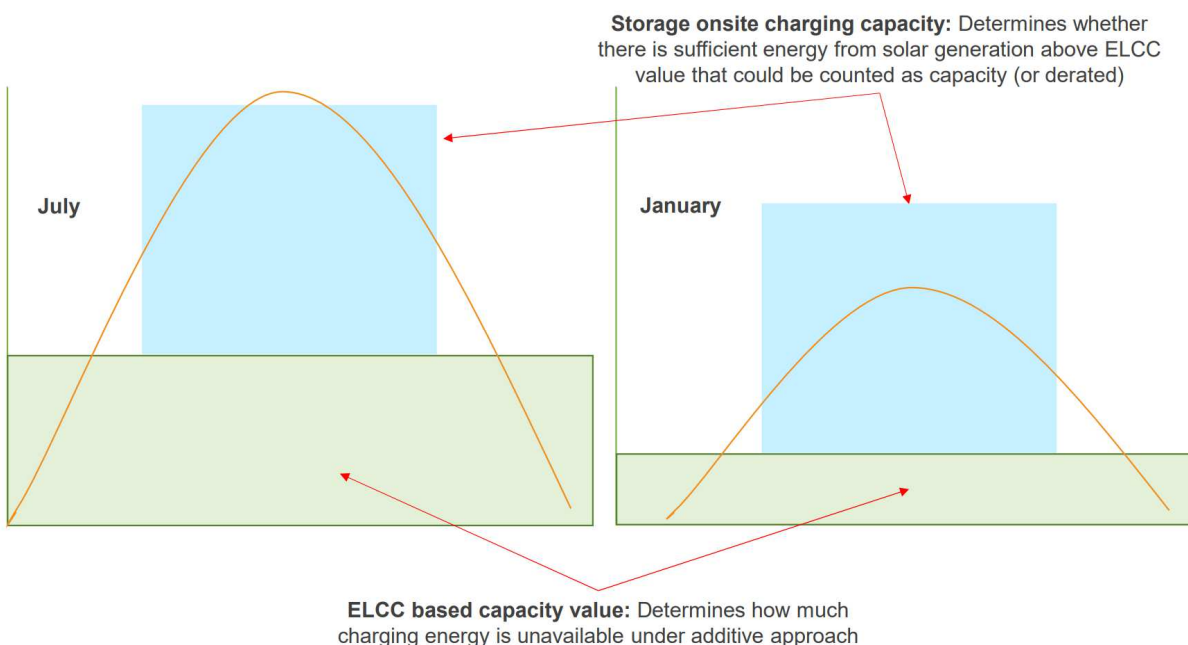 Storage onsite charging capacity: Determines whether
there is sufficient energy from solar generation above ELCC
value that could be counted as capacity (or derated)
July
January
ELCC based capacity value: Determines how much
charging energy is unavailable under additive approach